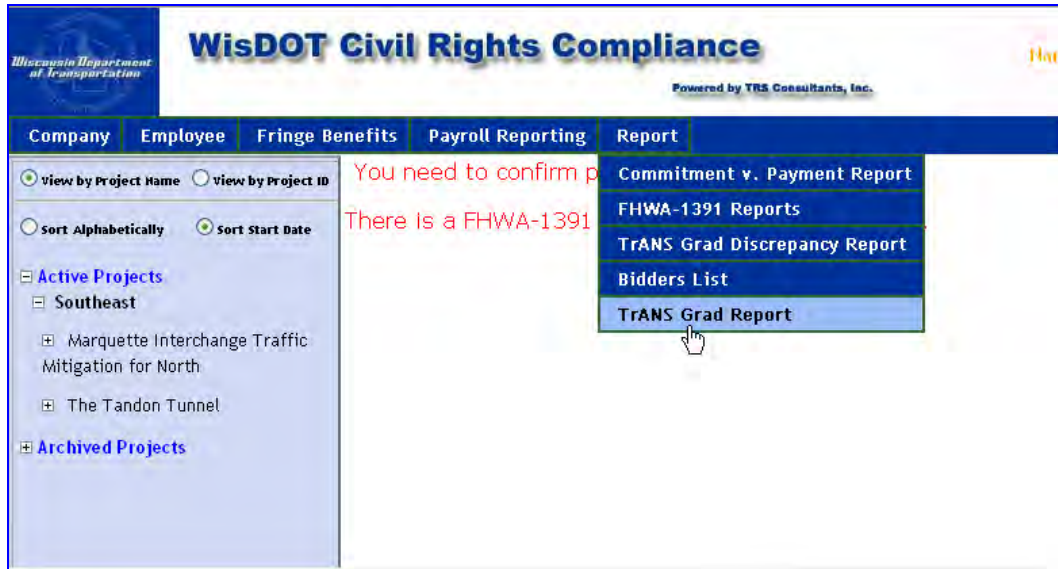 Wisconsin Department
of Transportation
WisDOT Civil Rights Compliance
Powered by TRS Consultants, Inc.
Company Employee Fringe Benefits Payroll Reporting Report
View by Project Name View by Project ID
Sort Alphabetically Sort Start Date
Active Projects
Southeast
Marquette Interchange Traffic
Mitigation for North
The Tandon Tunnel
Archived Projects
You need to confirm p
There is a FHWA-1391
Commitment v. Payment Report
FHWA-1391 Reports
TrANS Grad Discrepancy Report
Bidders List
TrANS Grad Report